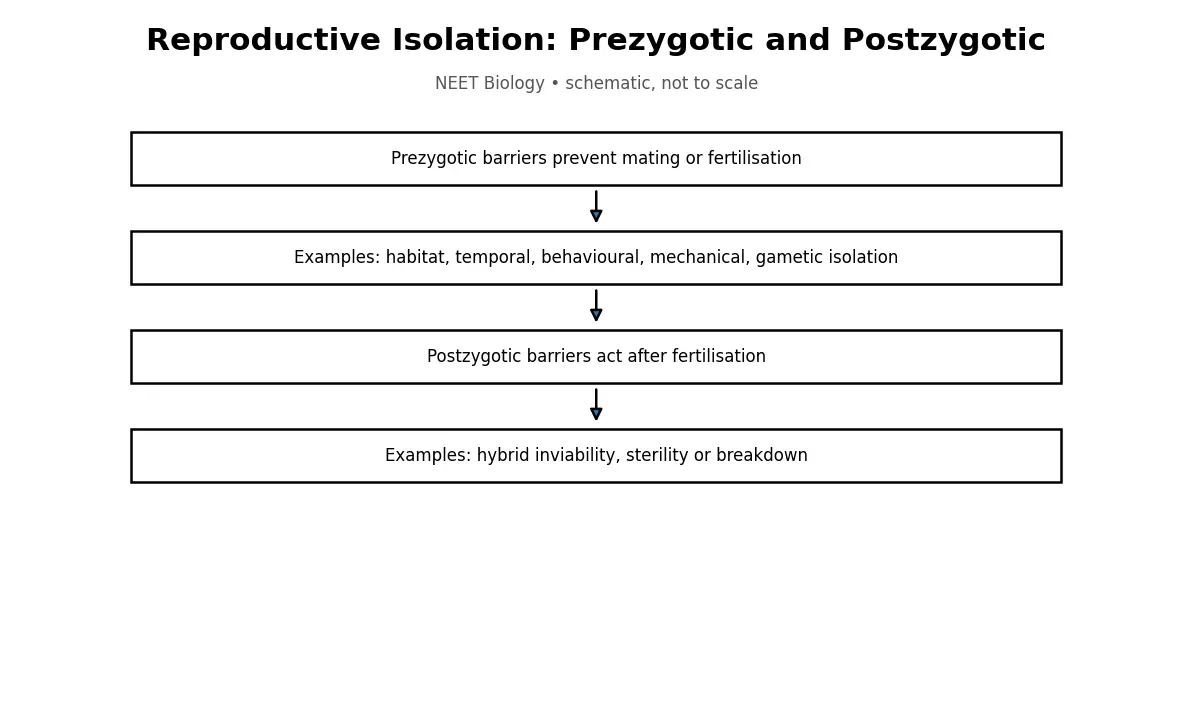 Reproductive Isolation: Prezygotic and Postzygotic
NEET Biology • schematic, not to scale
Prezygotic barriers prevent mating or fertilisation
Examples: habitat, temporal, behavioural, mechanical, gametic isolation
Postzygotic barriers act after fertilisation
Examples: hybrid inviability, sterility or breakdown